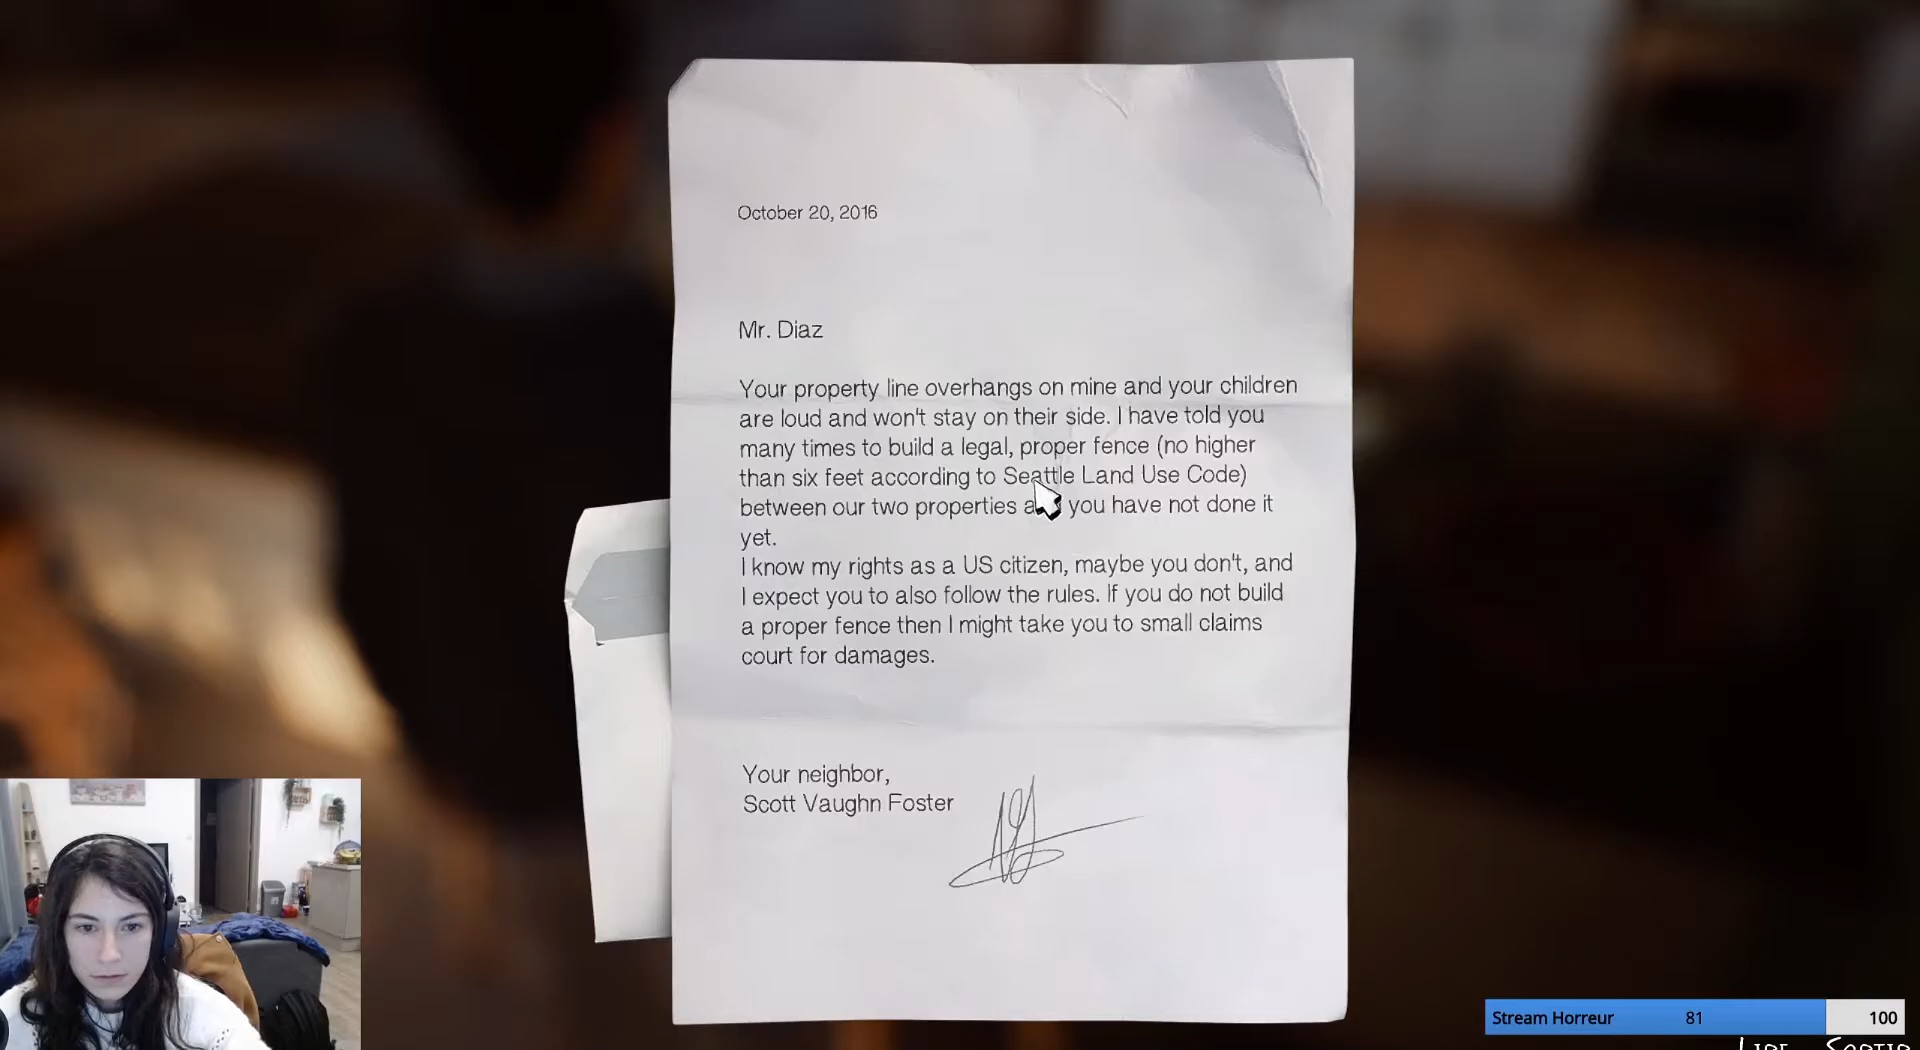 October 20, 2016
Mr. Diaz
Your property line overhangs on mine and your children
are loud and won't stay on their side. I have told you
many times to build a legal, proper fence (no higher
than six feet according to Seattle Land Use Code)
between our two properties a you have not done it
yet.
I know my rights as a US citizen, maybe you don't, and
I expect you to also follow the rules. If you do not build
a proper fence then I might take you to small claims
court for damages.
Your neighbor,
Scott Vaughn Foster
Stream Horreur 81 100